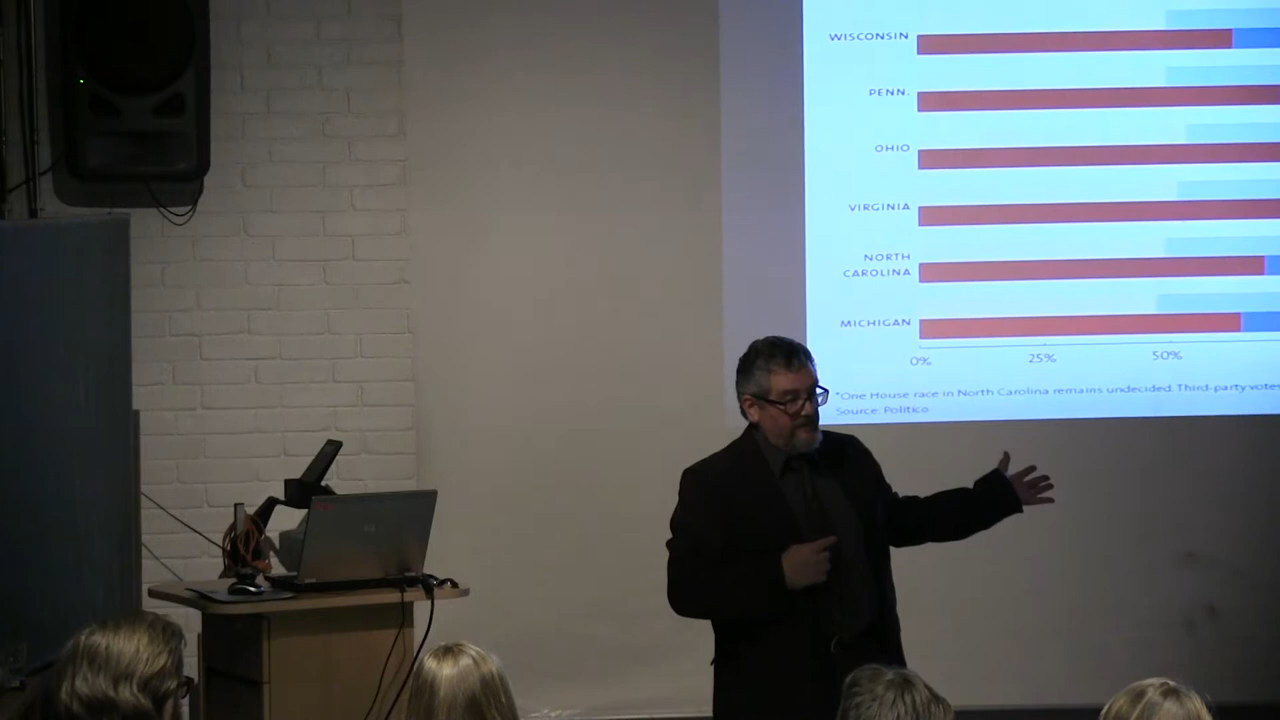 WISCONSIN
PENN.
OHIO
VIRGINIA
NORTH
CAROLINA
MICHIGAN
0% 25% 50%
*One House race in North Carolina remains undecided. Third-party vote
Source: Politico